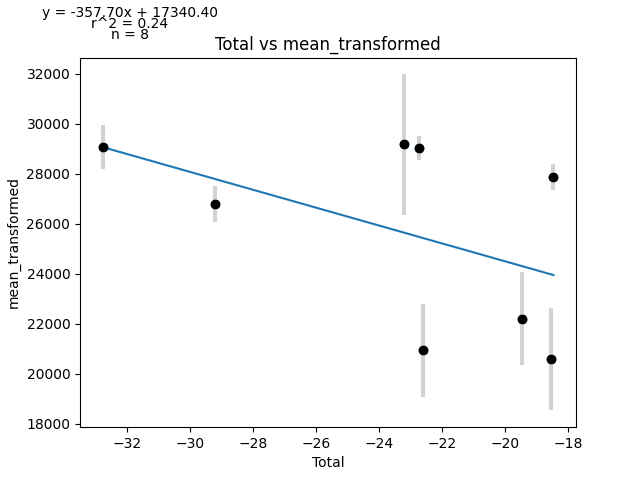 y = -357.70x + 17340.40
r^2 = 0.24
n = 8
Total vs mean_transformed
32000
30000
28000
26000
24000
22000
20000
18000
mean_transformed
−32 −30 −28 −26 −24 −22 −20 −18
Total